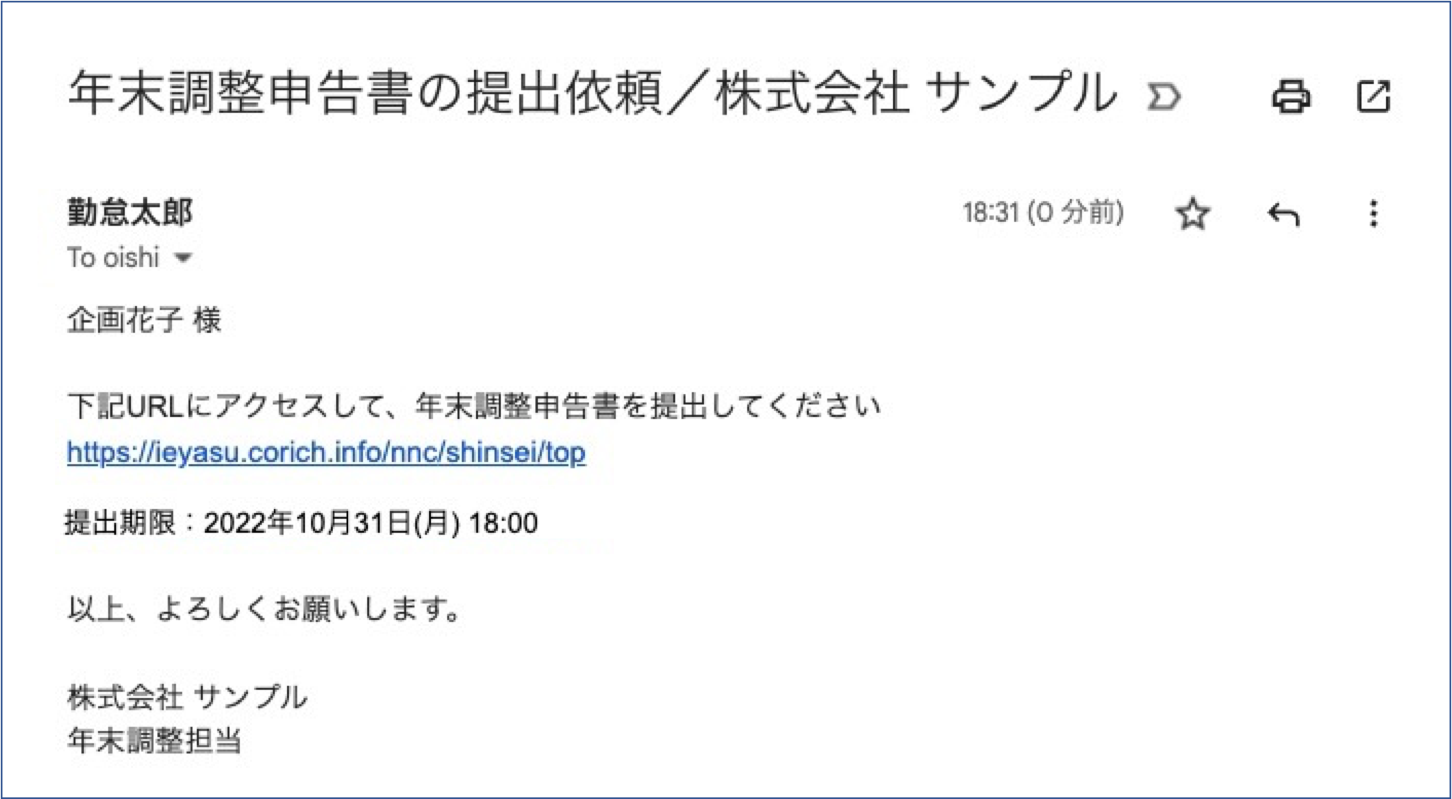 年末調整申告書の提出依頼／株式会社 サンプル
勤怠太郎
18:31 (0 分前)
To oishi
企画花子 様
下記URLにアクセスして、年末調整申告書を提出してください
https://ieyasu.corich.info/nnc/shinsei/top
提出期限：2022年10月31日(月) 18:00
以上、よろしくお願いします。
株式会社 サンプル
年末調整担当